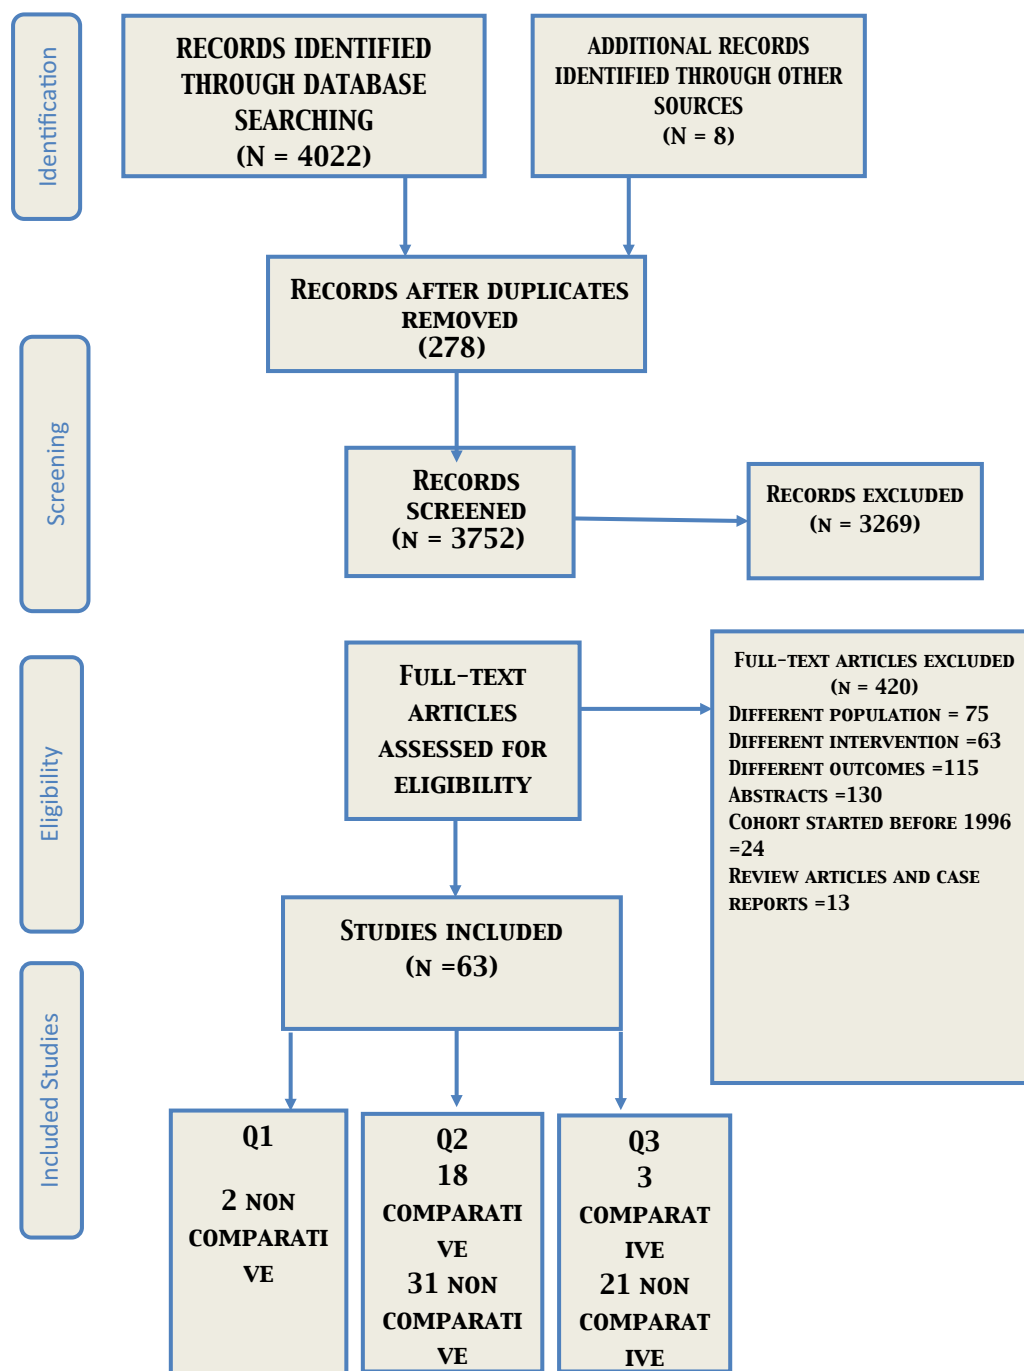 Identification
RECORDS IDENTIFIED
THROUGH DATABASE
SEARCHING
(N = 4022)
ADDITIONAL RECORDS
IDENTIFIED THROUGH OTHER
SOURCES
(N = 8)
RECORDS AFTER DUPLICATES
REMOVED
(278)
Screening
RECORDS
SCREENED
(N = 3752)
RECORDS EXCLUDED
(N = 3269)
Eligibility
FULL-TEXT
ARTICLES
ASSESSED FOR
ELIGIBILITY
FULL-TEXT ARTICLES EXCLUDED
(N = 420)
DIFFERENT POPULATION = 75
DIFFERENT INTERVENTION =63
DIFFERENT OUTCOMES =115
ABSTRACTS =130
COHORT STARTED BEFORE 1996
=24
REVIEW ARTICLES AND CASE
REPORTS =13
STUDIES INCLUDED
(N =63)
Included Studies
Q1
2 NON
COMPARATI
VE
Q2
18
COMPARATI
VE
31 NON
COMPARATI
VE
Q3
3
COMPARAT
IVE
21 NON
COMPARAT
IVE